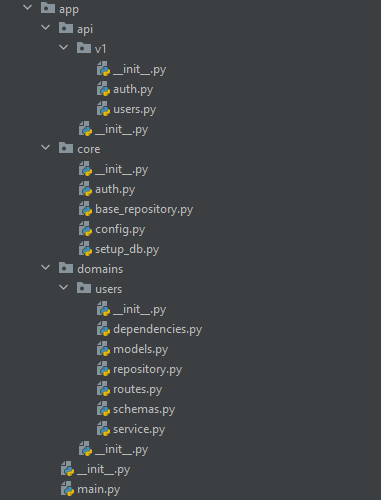 app
api
v1
__init__.py
auth.py
users.py
__init__.py
core
__init__.py
auth.py
base_repository.py
config.py
setup_db.py
domains
users
__init__.py
dependencies.py
models.py
repository.py
routes.py
schemas.py
service.py
__init__.py
__init__.py
main.py